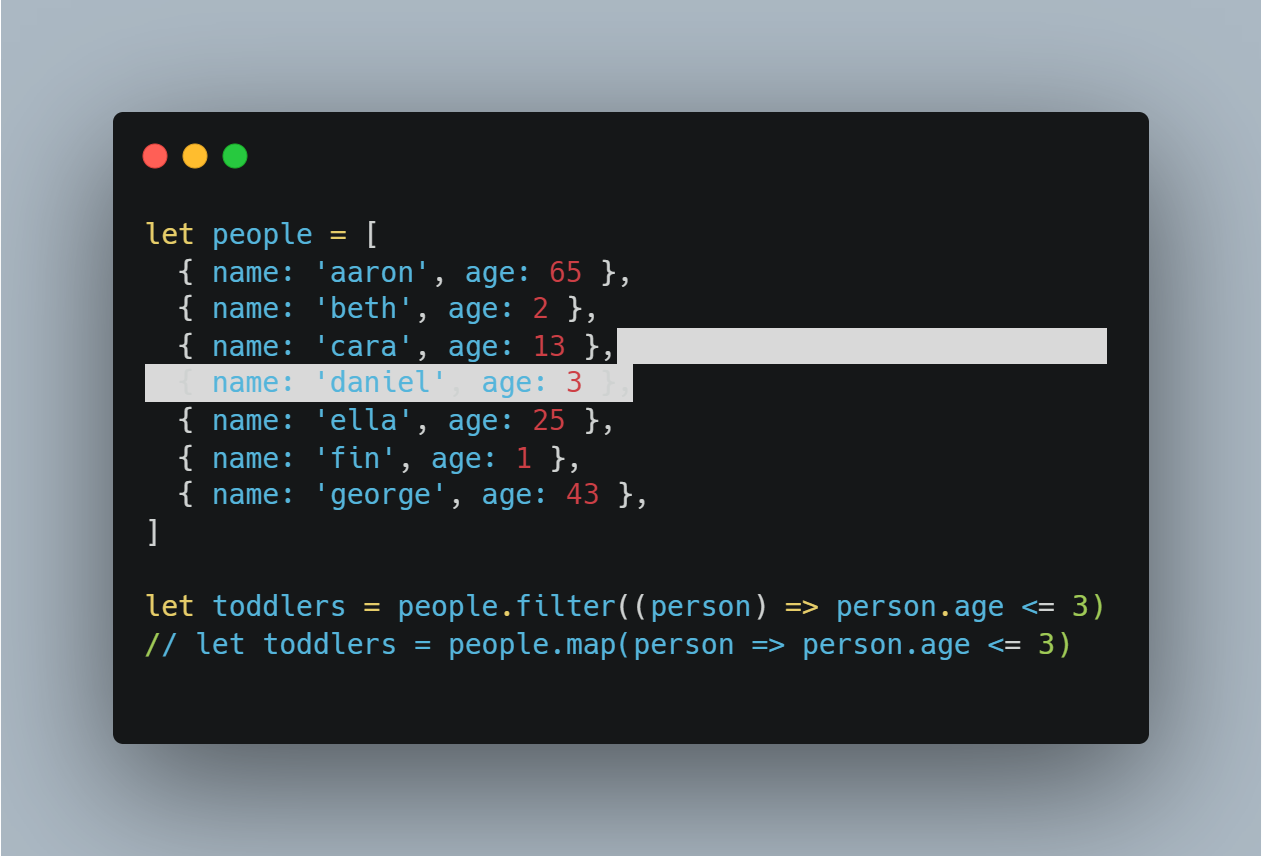 let people = [
  { name: 'aaron', age: 65 },
  { name: 'beth', age: 2 },
  { name: 'cara', age: 13 },
  { name: 'daniel', age: 3 },
  { name: 'ella', age: 25 },
  { name: 'fin', age: 1 },
  { name: 'george', age: 43 },
]
let toddlers = people.filter((person) => person.age <= 3)
// let toddlers = people.map(person => person.age <= 3)